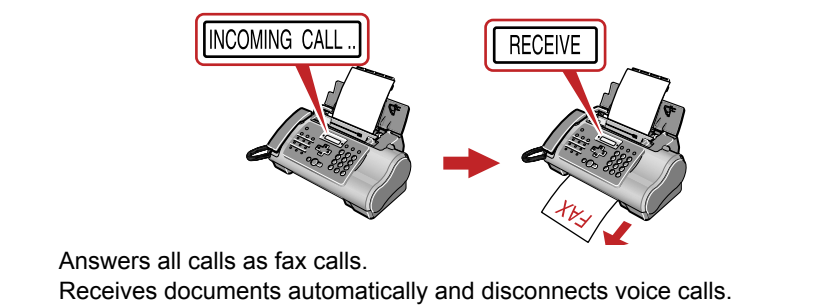 INCOMING CALL..
RECEIVE
FAX
Answers all calls as fax calls.
Receives documents automatically and disconnects voice calls.